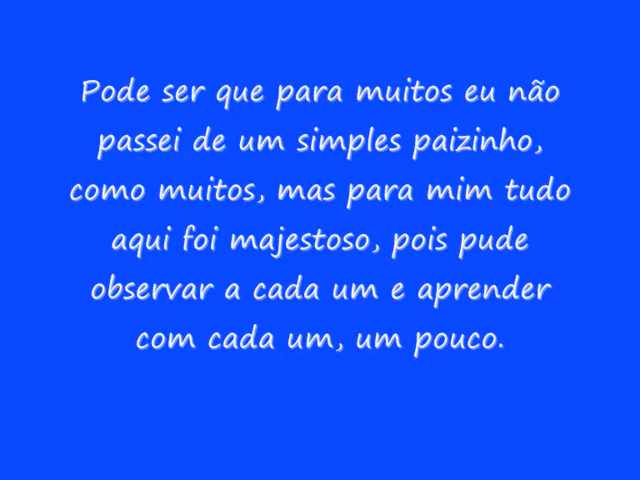 Pode ser que para muitos eu não
passei de um simples paizinho,
como muitos, mas para mim tudo
aqui foi majestoso, pois pude
observar a cada um e aprender
com cada um, um pouco.